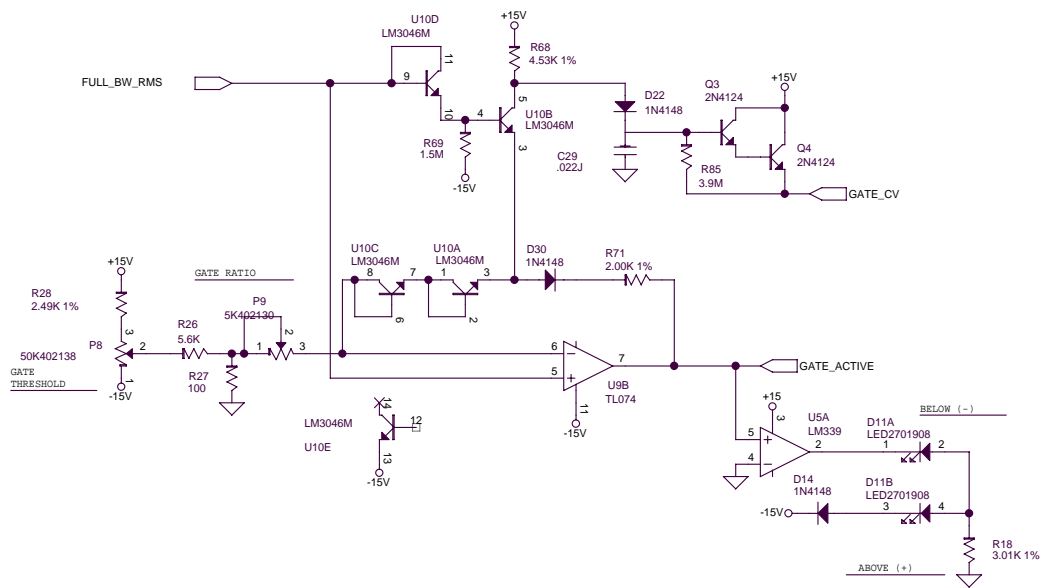 U10D
LM3046M
11
9
10
FULL_BW_RMS
+15V
R68
4.53K 1%
5
4
U10B
LM3046M
3
R69
1.5M
-15V
D22
1N4148
C29
.022J
Q3
2N4124
+15V
Q4
2N4124
R85
3.9M
GATE_CV
U10C
LM3046M
8
7
6
U10A
LM3046M
1
3
2
D30
1N4148
R71
2.00K 1%
+15V
R28
2.49K 1%
GATE RATIO
P9
5K402130
2
1
3
P8
3
2
1
50K402138
GATE
THRESHOLD
-15V
R26
5.6K
R27
100
6
5
7
U9B
TL074
11
-15V
GATE_ACTIVE
14
LM3046M
12
U10E
13
-15V
+15
3
U5A
LM339
5
4
2
BELOW (-)
D11A
LED2701908
1
2
D14
1N4148
-15V
D11B
LED2701908
3
4
R18
3.01K 1%
ABOVE (+)